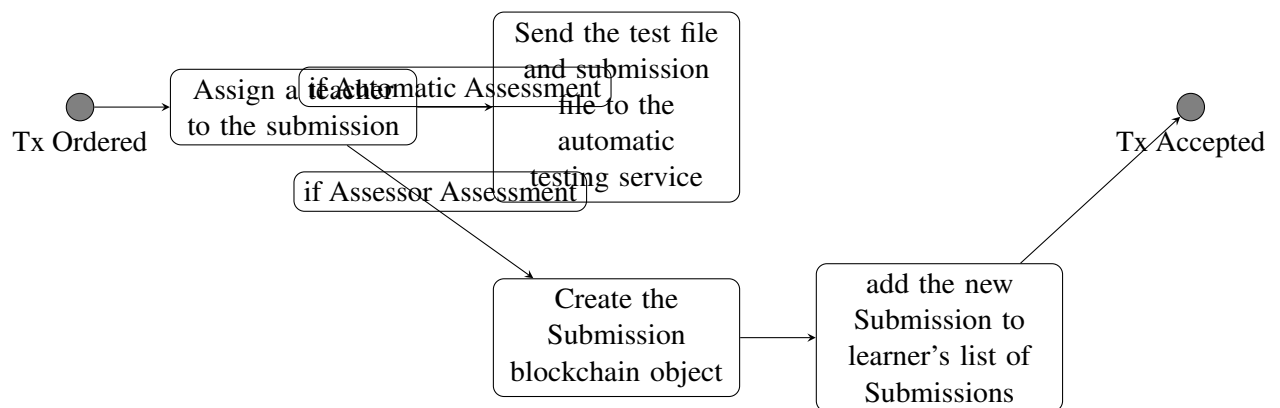 Tx Ordered
Assign a teacher
to the submission
if Automatic Assessment
Send the test file
and submission
file to the
automatic
testing service
if Assessor Assessment
Create the
Submission
blockchain object
add the new
Submission to
learner's list of
Submissions
Tx Accepted